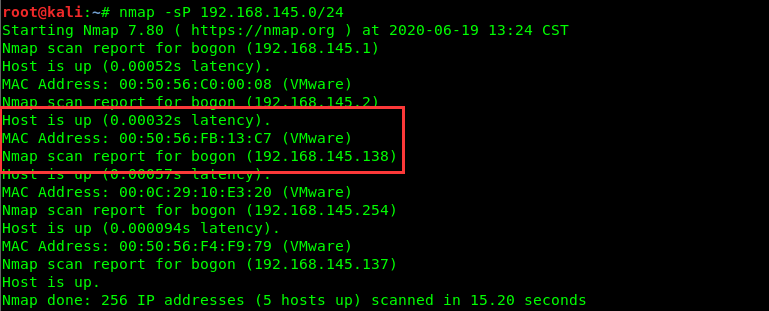 root@kali:~# nmap -sP 192.168.145.0/24
Starting Nmap 7.80 ( https://nmap.org ) at 2020-06-19 13:24 CST
Nmap scan report for bogon (192.168.145.1)
Host is up (0.00052s latency).
MAC Address: 00:50:56:C0:00:08 (VMware)
Nmap scan report for bogon (192.168.145.2)
Host is up (0.00032s latency).
MAC Address: 00:50:56:FB:13:C7 (VMware)
Nmap scan report for bogon (192.168.145.138)
Host is up (0.00057s latency).
MAC Address: 00:0C:29:10:E3:20 (VMware)
Nmap scan report for bogon (192.168.145.254)
Host is up (0.000094s latency).
MAC Address: 00:50:56:F4:F9:79 (VMware)
Nmap scan report for bogon (192.168.145.137)
Host is up.
Nmap done: 256 IP addresses (5 hosts up) scanned in 15.20 seconds